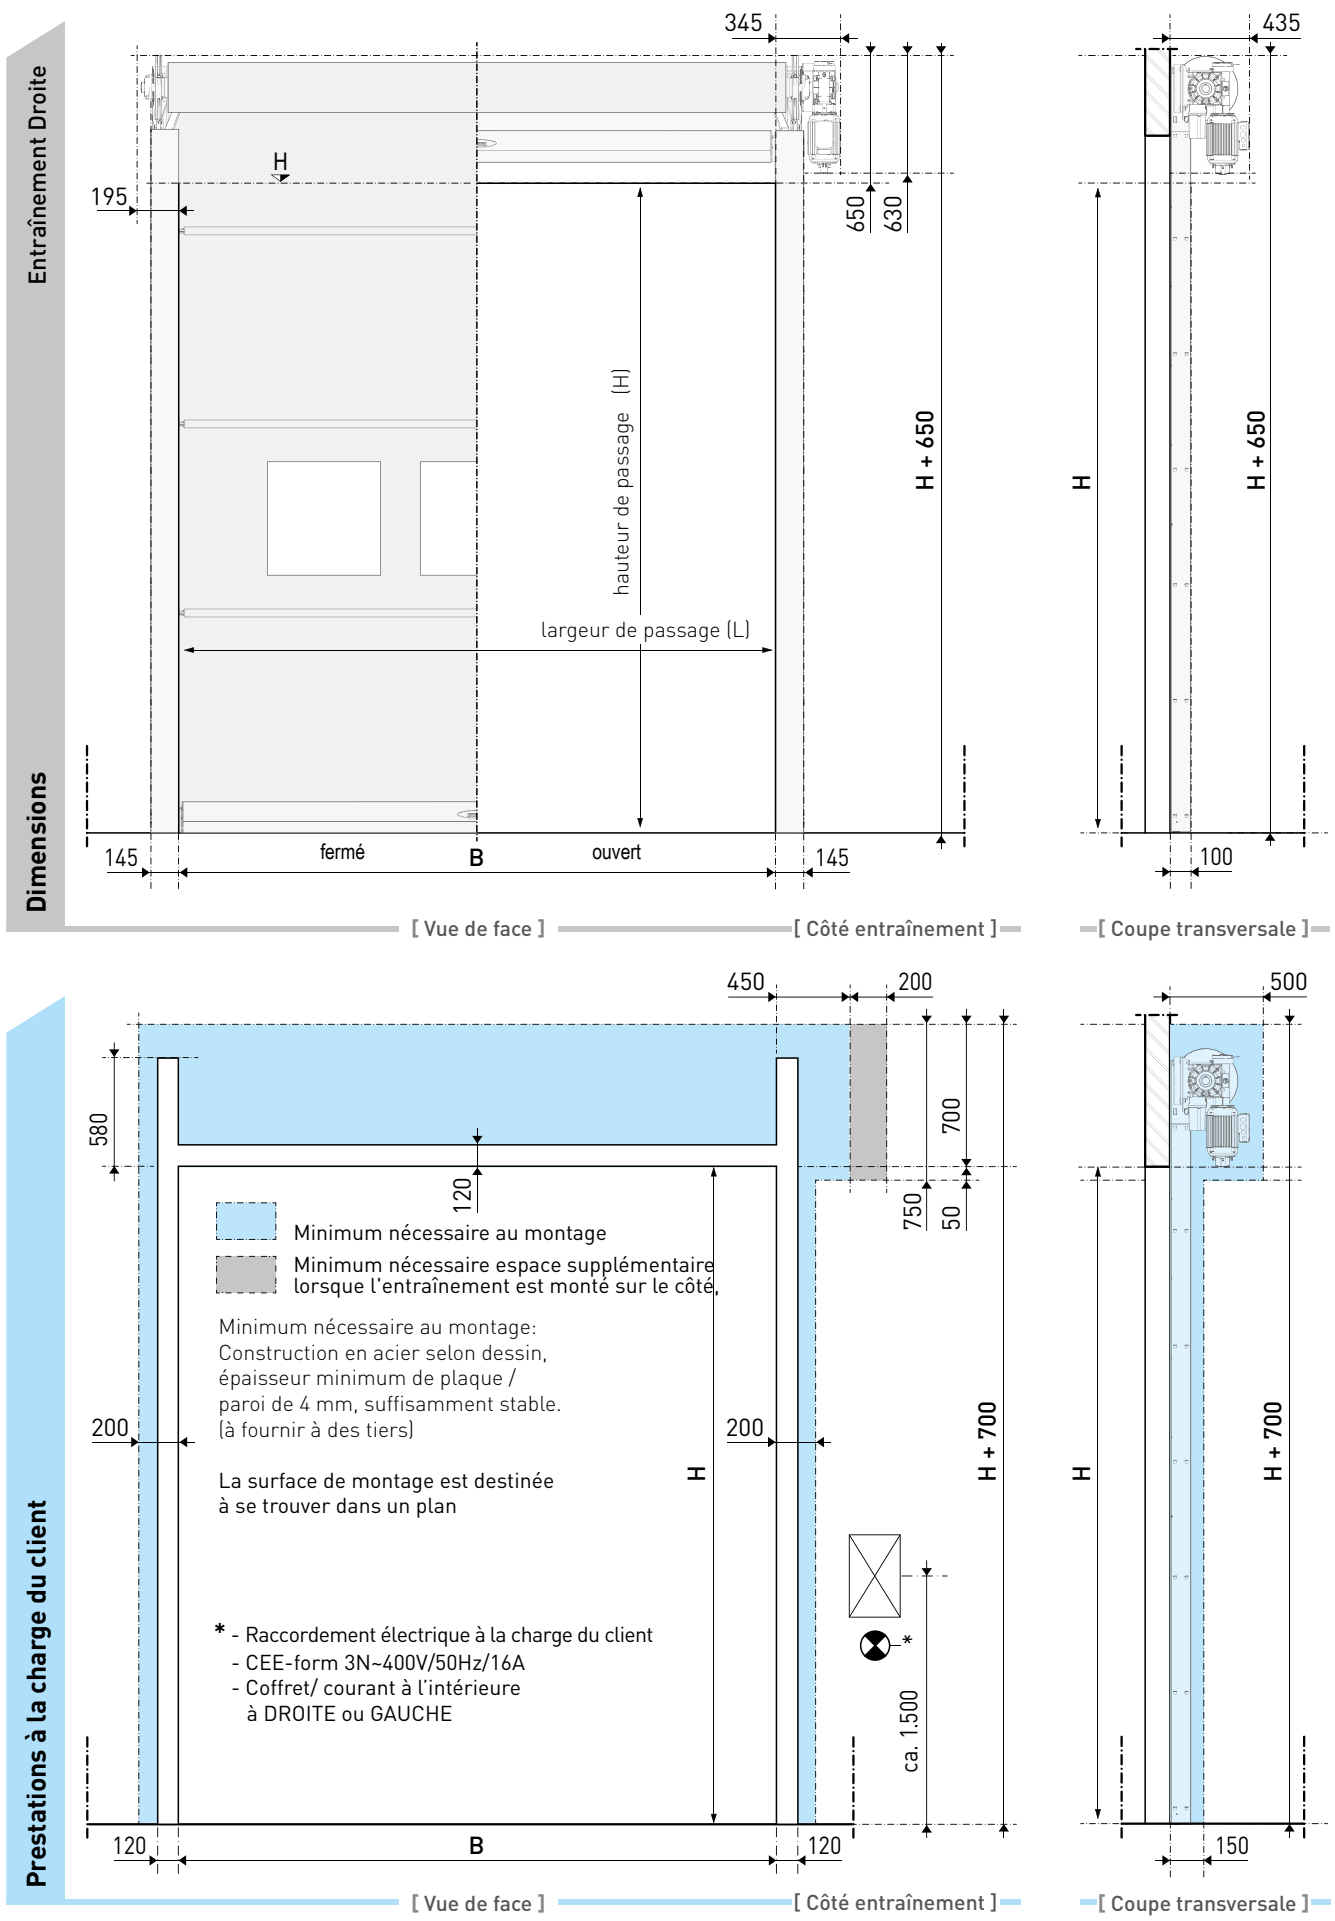 Entraînement Droite
Dimensions
345
435
H
195
650
630
hauteur de passage (H)
H + 650
H
H + 650
largeur de passage (L)
fermé
B
ouvert
145
145
100
[ Vue de face ]
[ Côté entraînement ]
[ Coupe transversale ]
Prestations à la charge du client
450
200
500
580
120
700
750
50
Minimum nécessaire au montage
Minimum nécessaire espace supplémentaire
lorsque l'entraînement est monté sur le côté,
Minimum nécessaire au montage:
Construction en acier selon dessin,
épaisseur minimum de plaque /
paroi de 4 mm, suffisamment stable.
(à fournir à des tiers)
200
200
H
H + 700
H
H + 700
La surface de montage est destinée
à se trouver dans un plan
* - Raccordement électrique à la charge du client
- CEE-form 3N~400V/50Hz/16A
- Coffret/ courant à l'intérieure
à DROITE ou GAUCHE
*
ca. 1.500
120
B
120
150
[ Vue de face ]
[ Côté entraînement ]
[ Coupe transversale ]